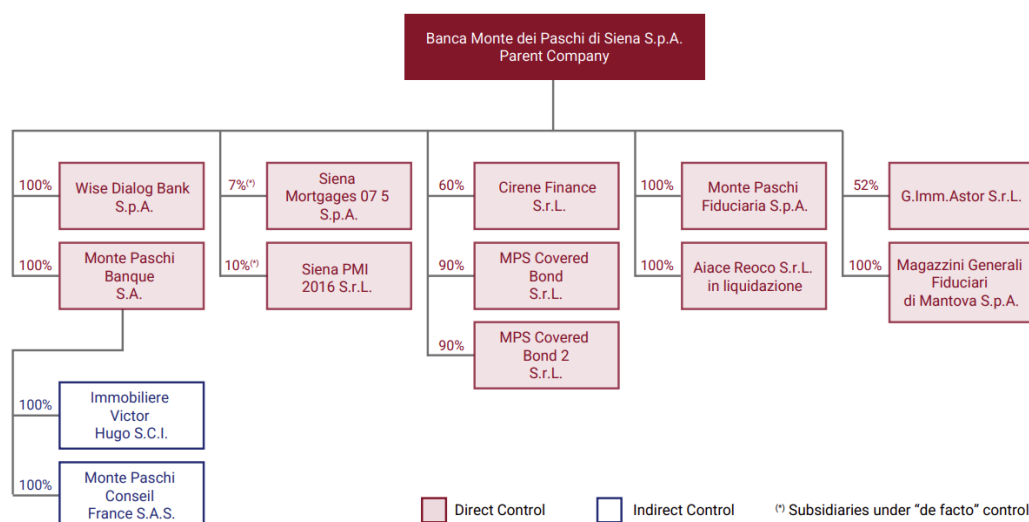 Banca Monte dei Paschi di Siena S.p.A.
Parent Company
100%
Wise Dialog Bank
S.p.A.
7%(*)
Siena
Mortgages 07 5
S.p.A.
60%
Cirene Finance
S.r.L.
100%
Monte Paschi
Fiduciaria S.p.A.
52%
G.Imm.Astor S.r.L.
100%
Monte Paschi
Banque
S.A.
10%(*)
Siena PMI
2016 S.r.L.
90%
MPS Covered
Bond
S.r.L.
100%
Aiace Reoco S.r.L.
in liquidazione
100%
Magazzini Generali
Fiduciari
di Mantova S.p.A.
90%
MPS Covered
Bond 2
S.r.L.
100%
Immobiliere
Victor
Hugo S.C.I.
100%
Monte Paschi
Conseil
France S.A.S.
Direct Control
Indirect Control
(*) Subsidiaries under “de facto” control